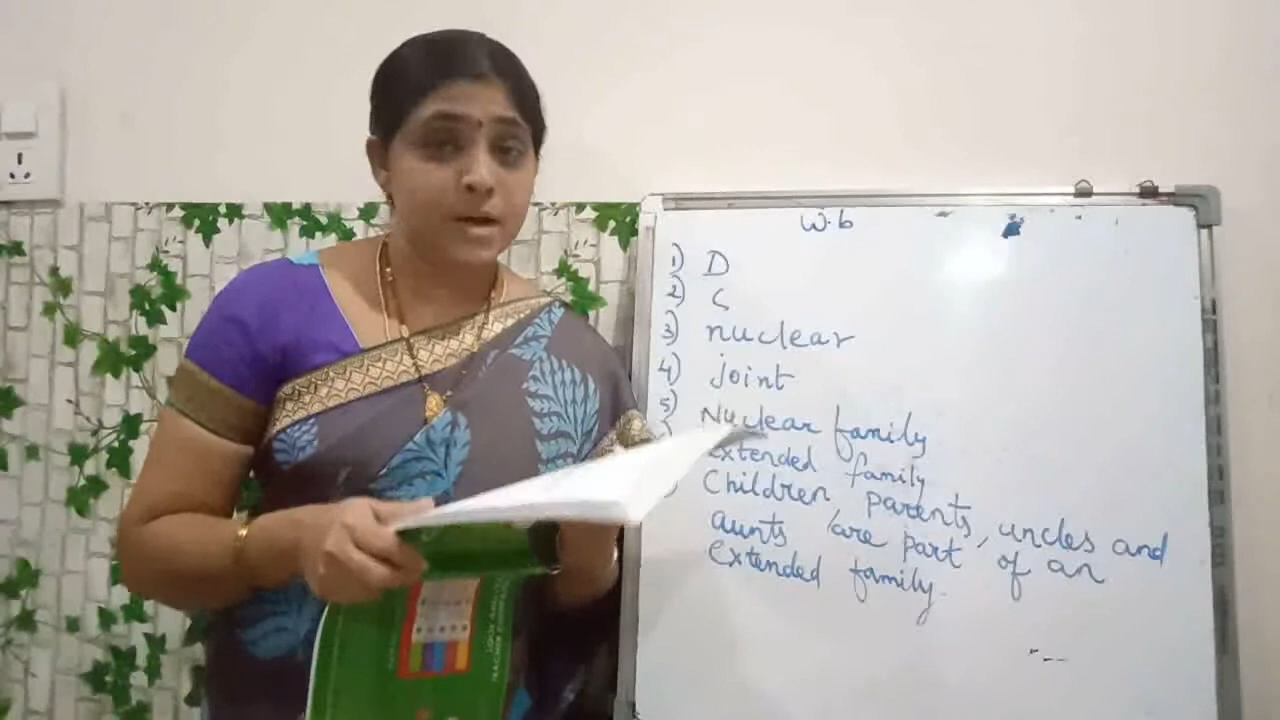 W.b
1) D
2) C
3) nuclear
4) joint
5) Nuclear family
extended family
Children parents, uncles and
aunts are part of an
extended family.